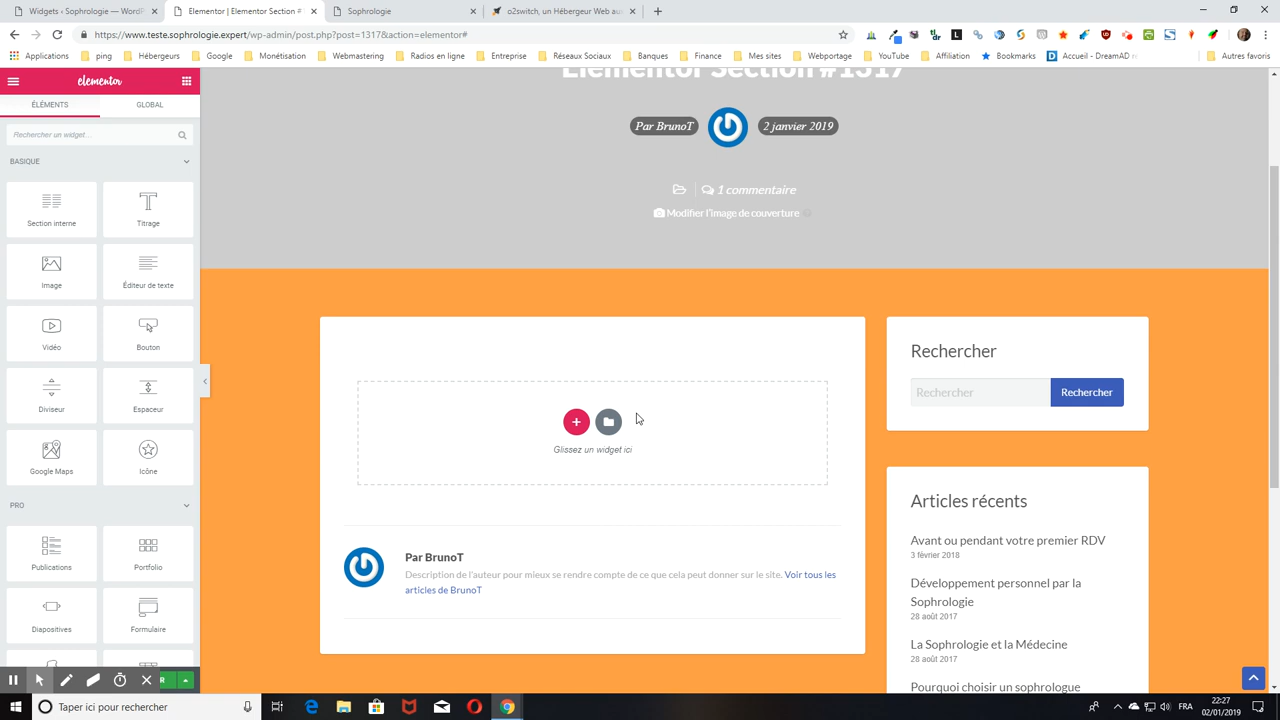 Widgets ‹ Sophrologie — WordP
Elementor | Elementor Section #
Sophrologie
o2switch, un Hébergeur Web au
https://www.teste.sophrologie.expert/wp-admin/post.php?post=1317&action=elementor#
Applications
ping
Hébergeurs
Google
Monétisation
Webmastering
Radios en ligne
Entreprise
Réseaux Sociaux
Banques
Finance
Mes sites
Webportage
YouTube
Affiliation
Bookmarks
Accueil - DreamAD
Autres favoris
elementor
ÉLÉMENTS
GLOBAL
Rechercher un widget...
BASIQUE
Section interne
Titrage
Image
Éditeur de texte
Vidéo
Bouton
Diviseur
Espaceur
Google Maps
Icône
PRO
Publications
Portfolio
Diapositives
Formulaire
R
Elementor Section #1317
Par BrunoT
2 janvier 2019
1 commentaire
Modifier l'image de couverture
Glissez un widget ici
Par BrunoT
Description de l'auteur pour mieux se rendre compte de ce que cela peut donner sur le site. Voir tous les
articles de BrunoT
Rechercher
Rechercher
Rechercher
Articles récents
Avant ou pendant votre premier RDV
3 février 2018
Développement personnel par la
Sophrologie
28 août 2017
La Sophrologie et la Médecine
28 août 2017
Pourquoi choisir un sophrologue
Taper ici pour rechercher
FRA
22:27
02/01/2019